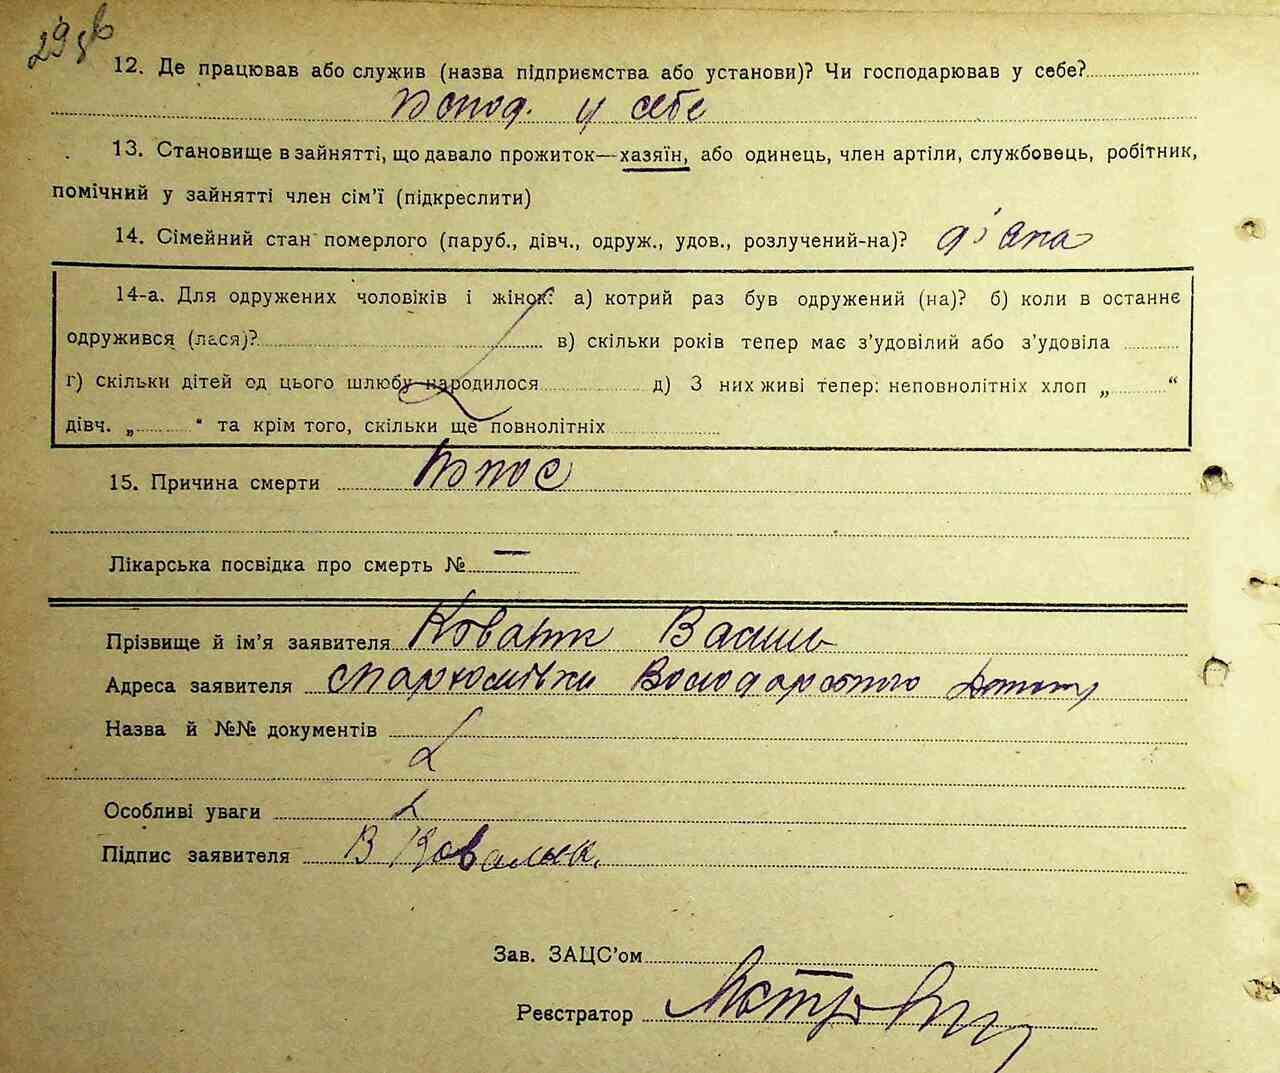 29 зв
12. Де працював або служив (назва підприємства або установи)? Чи господарював у себе?
у себе
13. Становище в зайнятті, що давало прожиток—хазяїн, або одинець, член артілі, службовець, робітник,
помічний у зайнятті член сім’ї (підкреслити)
14. Сімейний стан померлого (паруб., дівч., одруж., удов., розлучений-на)?
14-а. Для одружених чоловіків і жінок: а) котрий раз був одружений (на)? б) коли в останнє
одружився (лася)? в) скільки років тепер має з’удовілий або з’удовіла
г) скільки дітей од цього шлюбу народилося д) З них живі тепер: неповнолітніх хлоп „ “
дівч. „ “ та крім того, скільки ще повнолітніх
15. Причина смерти
Лікарська посвідка про смерть № —
Прізвище й ім’я заявителя Василь
Адреса заявителя Володарського
Назва й №№ документів
Особливі уваги
Підпис заявителя В Ковальчк.
Зав. ЗАЦС’ом
Реєстратор